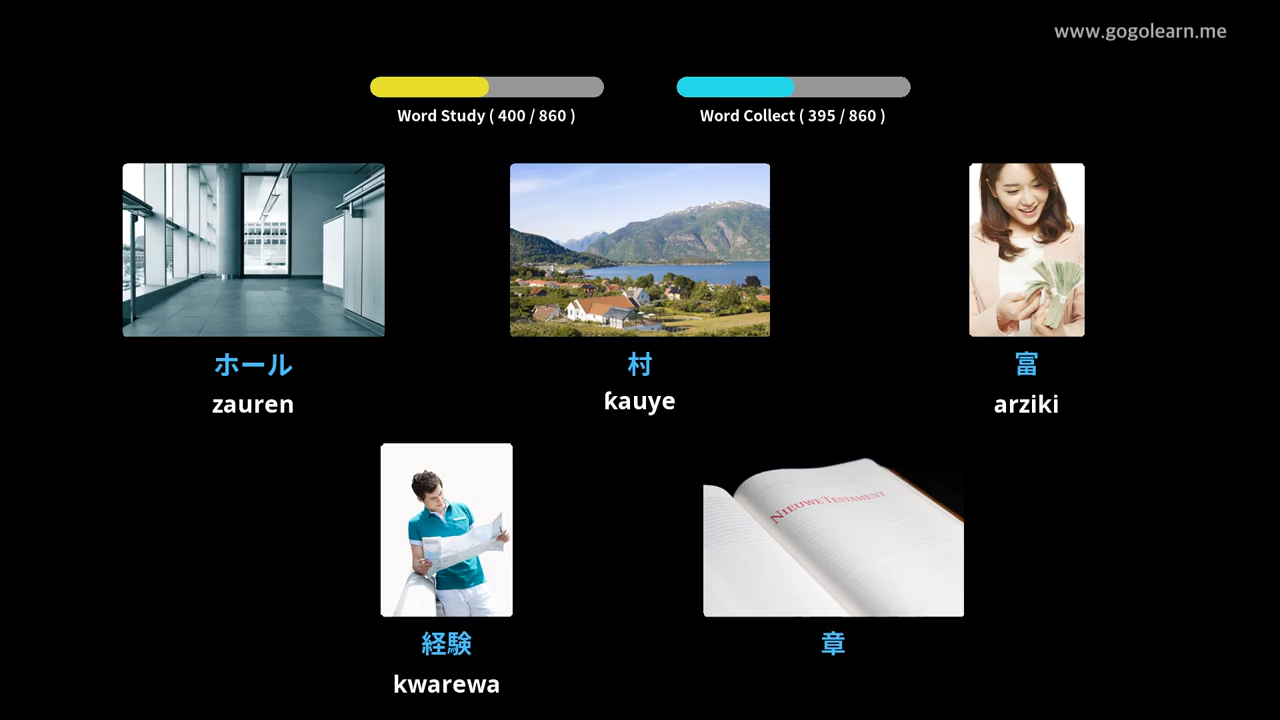 www.gogolearn.me
Word Study ( 400 / 860 )
Word Collect ( 395 / 860 )
ホール
zauren
村
ƙauye
富
arziki
NIEUWE TESTAMENT
経験
kwarewa
章